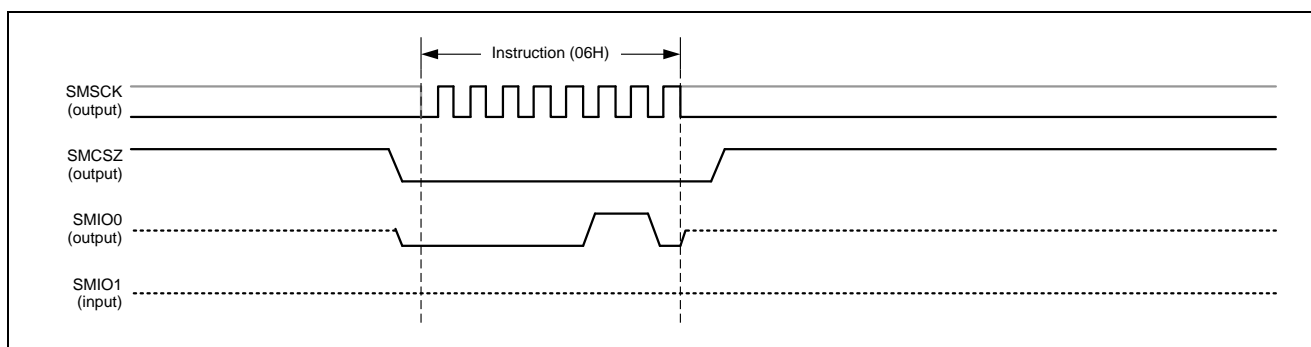 Instruction (06H)
SMSCK
(output)
SMCSZ
(output)
SMIO0
(output)
SMIO1
(input)